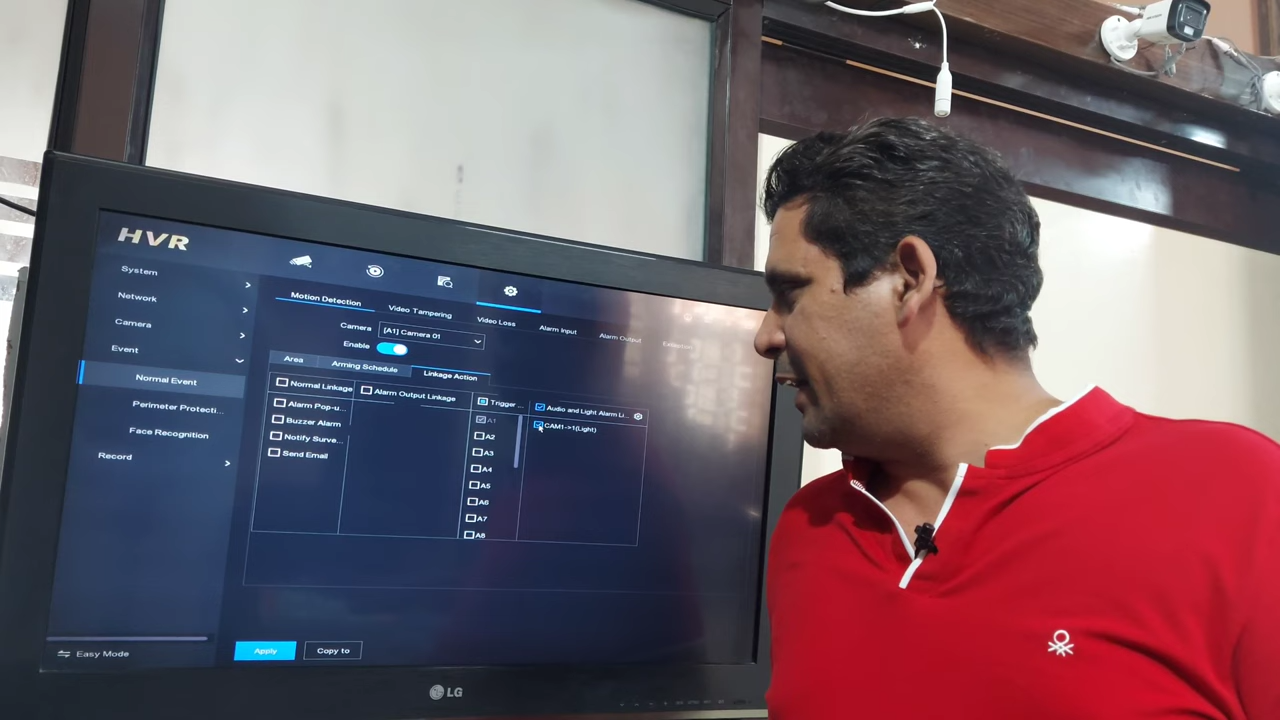 HIKVISION
HVR
System
Network
Camera
Event
Normal Event
Perimeter Protecti...
Face Recognition
Record
Easy Mode
Motion Detection
Video Tampering
Video Loss
Alarm Input
Alarm Output
Exception
Camera
[A1] Camera 01
Enable
Area
Arming Schedule
Linkage Action
Normal Linkage
Alarm Output Linkage
Trigger ...
Audio and Light Alarm Li...
Alarm Pop-u...
Buzzer Alarm
Notify Surve...
Send Email
A1
A2
A3
A4
A5
A6
A7
A8
CAM1->1(Light)
Apply
Copy to
LG